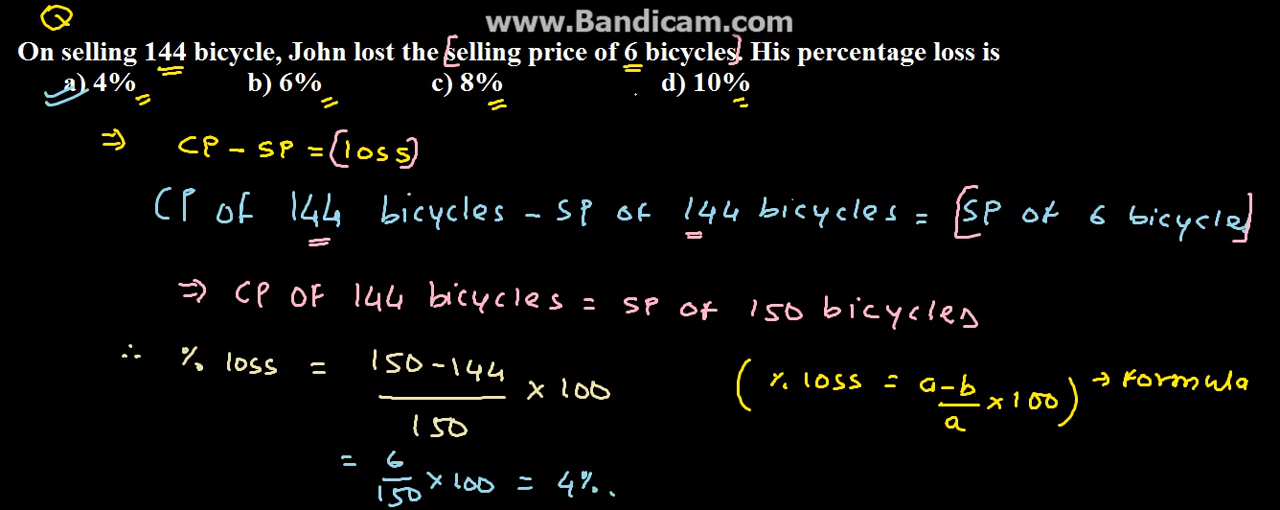 www.Bandicam.com
Q
On selling 144 bicycle, John lost the [selling price of 6 bicycles]. His percentage loss is
a) 4% b) 6% c) 8% d) 10%
⇒ CP - SP = [loss]
CP of 144 bicycles - SP of 144 bicycles = [SP of 6 bicycle]
⇒ CP OF 144 bicycles = SP of 150 bicycles
∴ % loss = 150-144/150 × 100 (% loss = a-b/a × 100) → Formula
= 6/150 × 100 = 4%.